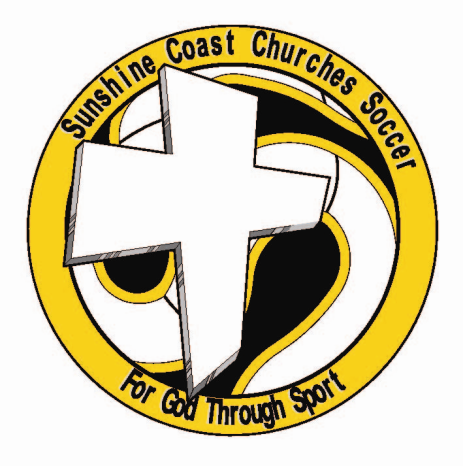 Sunshine Coast Churches Soccer
For God Through Sport